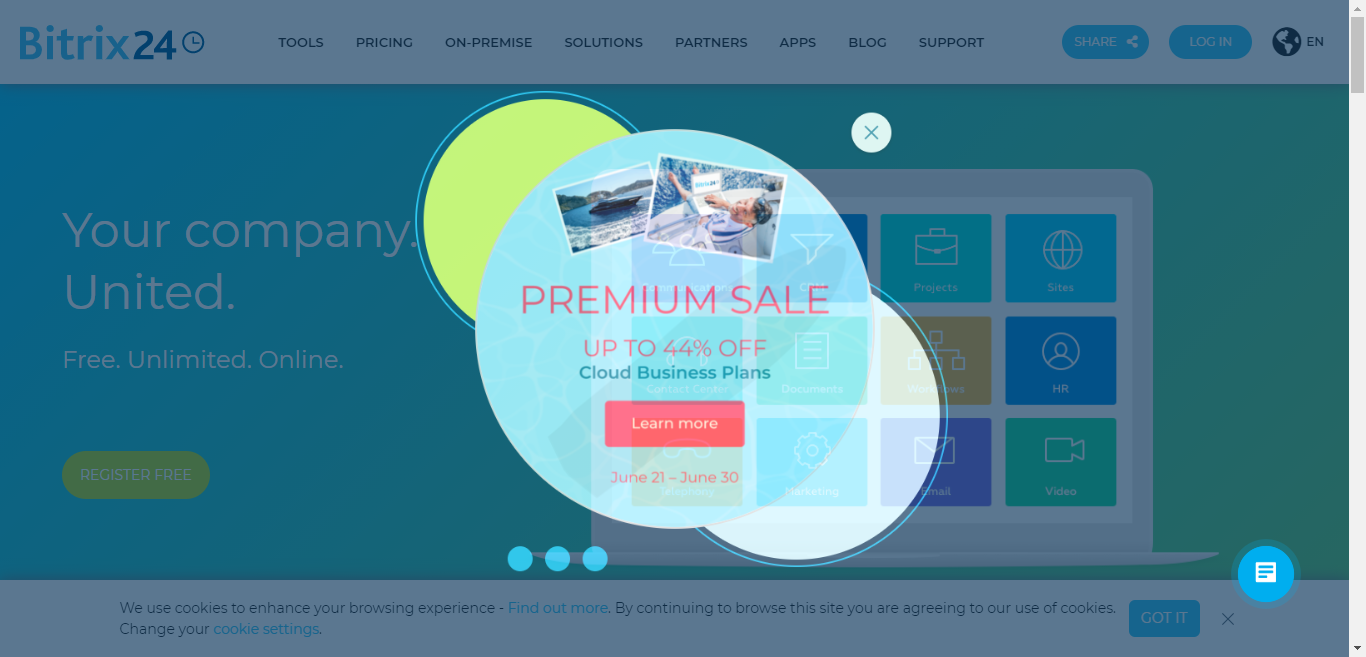 Bitrix24
TOOLS
PRICING
ON-PREMISE
SOLUTIONS
PARTNERS
APPS
BLOG
SUPPORT
SHARE
LOG IN
EN
Your company.
United.
Free. Unlimited. Online.
REGISTER FREE
Bitrix24
PREMIUM SALE
UP TO 44% OFF
Cloud Business Plans
Learn more
June 21 – June 30
Communications
CRM
Projects
Sites
Contact Center
Documents
Workflows
HR
Telephony
Marketing
Email
Video
We use cookies to enhance your browsing experience - Find out more. By continuing to browse this site you are agreeing to our use of cookies.
Change your cookie settings.
GOT IT